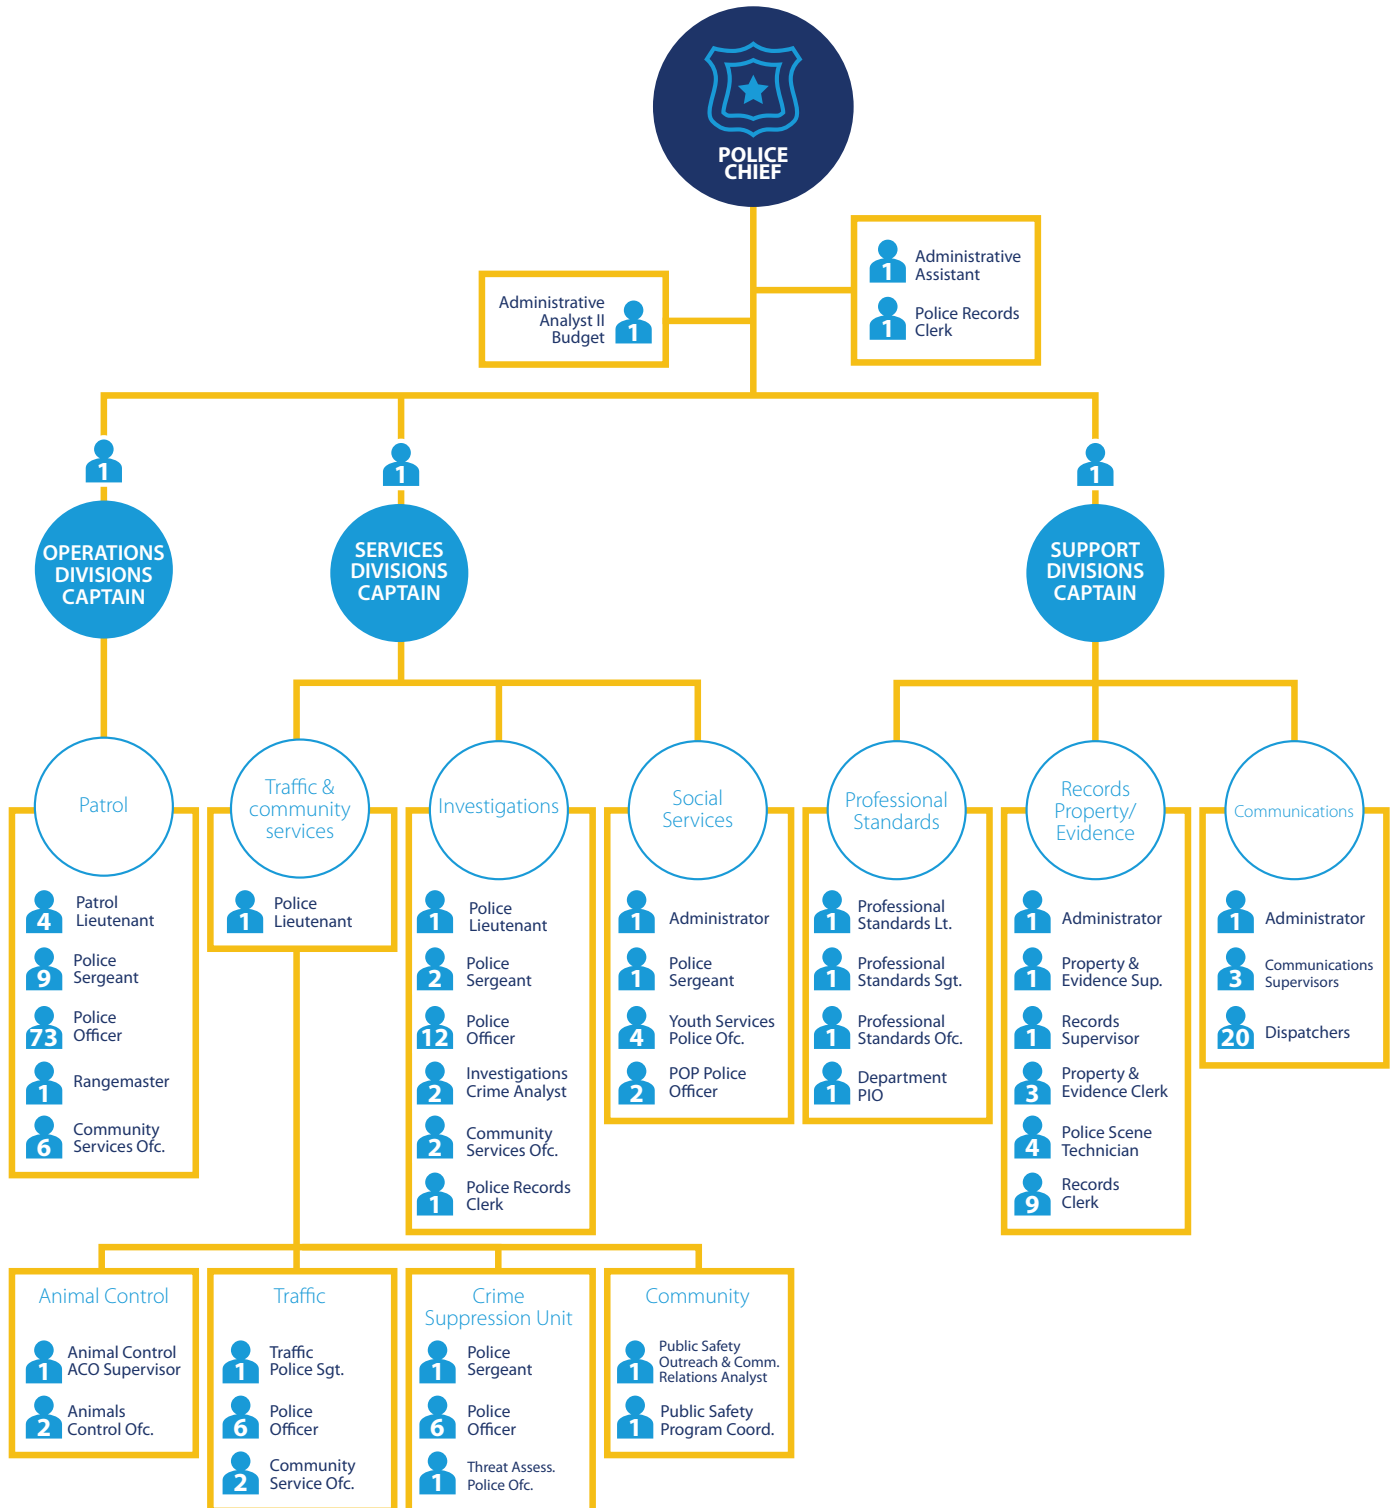 POLICE
CHIEF
Administrative
Analyst II
Budget
1
1
Administrative
Assistant
1
Police Records
Clerk
1
OPERATIONS
DIVISIONS
CAPTAIN
1
SERVICES
DIVISIONS
CAPTAIN
1
SUPPORT
DIVISIONS
CAPTAIN
Patrol
4
Patrol
Lieutenant
9
Police
Sergeant
73
Police
Officer
1
Rangemaster
6
Community
Services Ofc.
Traffic &
community
services
1
Police
Lieutenant
Investigations
1
Police
Lieutenant
2
Police
Sergeant
12
Police
Officer
2
Investigations
Crime Analyst
2
Community
Services Ofc.
1
Police Records
Clerk
Social
Services
1
Administrator
1
Police
Sergeant
4
Youth Services
Police Ofc.
2
POP Police
Officer
Professional
Standards
1
Professional
Standards Lt.
1
Professional
Standards Sgt.
1
Professional
Standards Ofc.
1
Department
PIO
Records
Property/
Evidence
1
Administrator
1
Property &
Evidence Sup.
1
Records
Supervisor
3
Property &
Evidence Clerk
4
Police Scene
Technician
9
Records
Clerk
Communications
1
Administrator
3
Communications
Supervisors
20
Dispatchers
Animal Control
1
Animal Control
ACO Supervisor
2
Animals
Control Ofc.
Traffic
1
Traffic
Police Sgt.
6
Police
Officer
2
Community
Service Ofc.
Crime
Suppression Unit
1
Police
Sergeant
6
Police
Officer
1
Threat Assess.
Police Ofc.
Community
1
Public Safety
Outreach & Comm.
Relations Analyst
1
Public Safety
Program Coord.